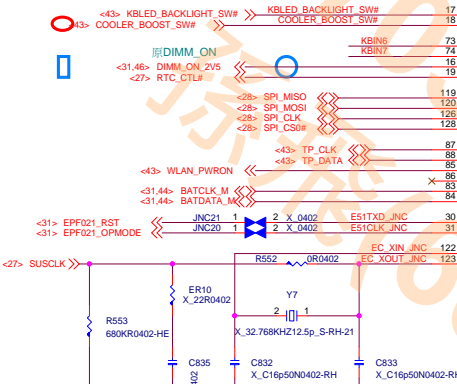 <43> KBLED_BACKLIGHT_SW# KBLED_BACKLIGHT_SW# 17
<43> COOLER_BOOST_SW# COOLER_BOOST_SW# 18
KBIN6 73
KBIN7 74
原DIMM_ON
<31,46> DIMM_ON_2V5 16
<27> RTC_CTL# 19
<28> SPI_MISO 119
<28> SPI_MOSI 120
<28> SPI_CLK 126
<28> SPI_CS0# 128
<43> TP_CLK 87
<43> TP_DATA 88
<43> WLAN_PWRON 85
86
<31,44> BATCLK_M 83
<31,44> BATDATA_M 84
<31> EPF021_RST JNC21 1 2 X_0402 E51TXD_JNC 30
<31> EPF021_OPMODE JNC20 1 2 X_0402 E51CLK_JNC 31
EC_XIN_JNC 122
<27> SUSCLK R552 0R0402 EC_XOUT_JNC 123
ER10
X_22R0402
Y7
2 1
R553
680KR0402-HE
X_32.768KHZ12.5p_S-RH-21
C835
C832
X_C16p50N0402-RH
C833
X_C16p50N0402-RH
402